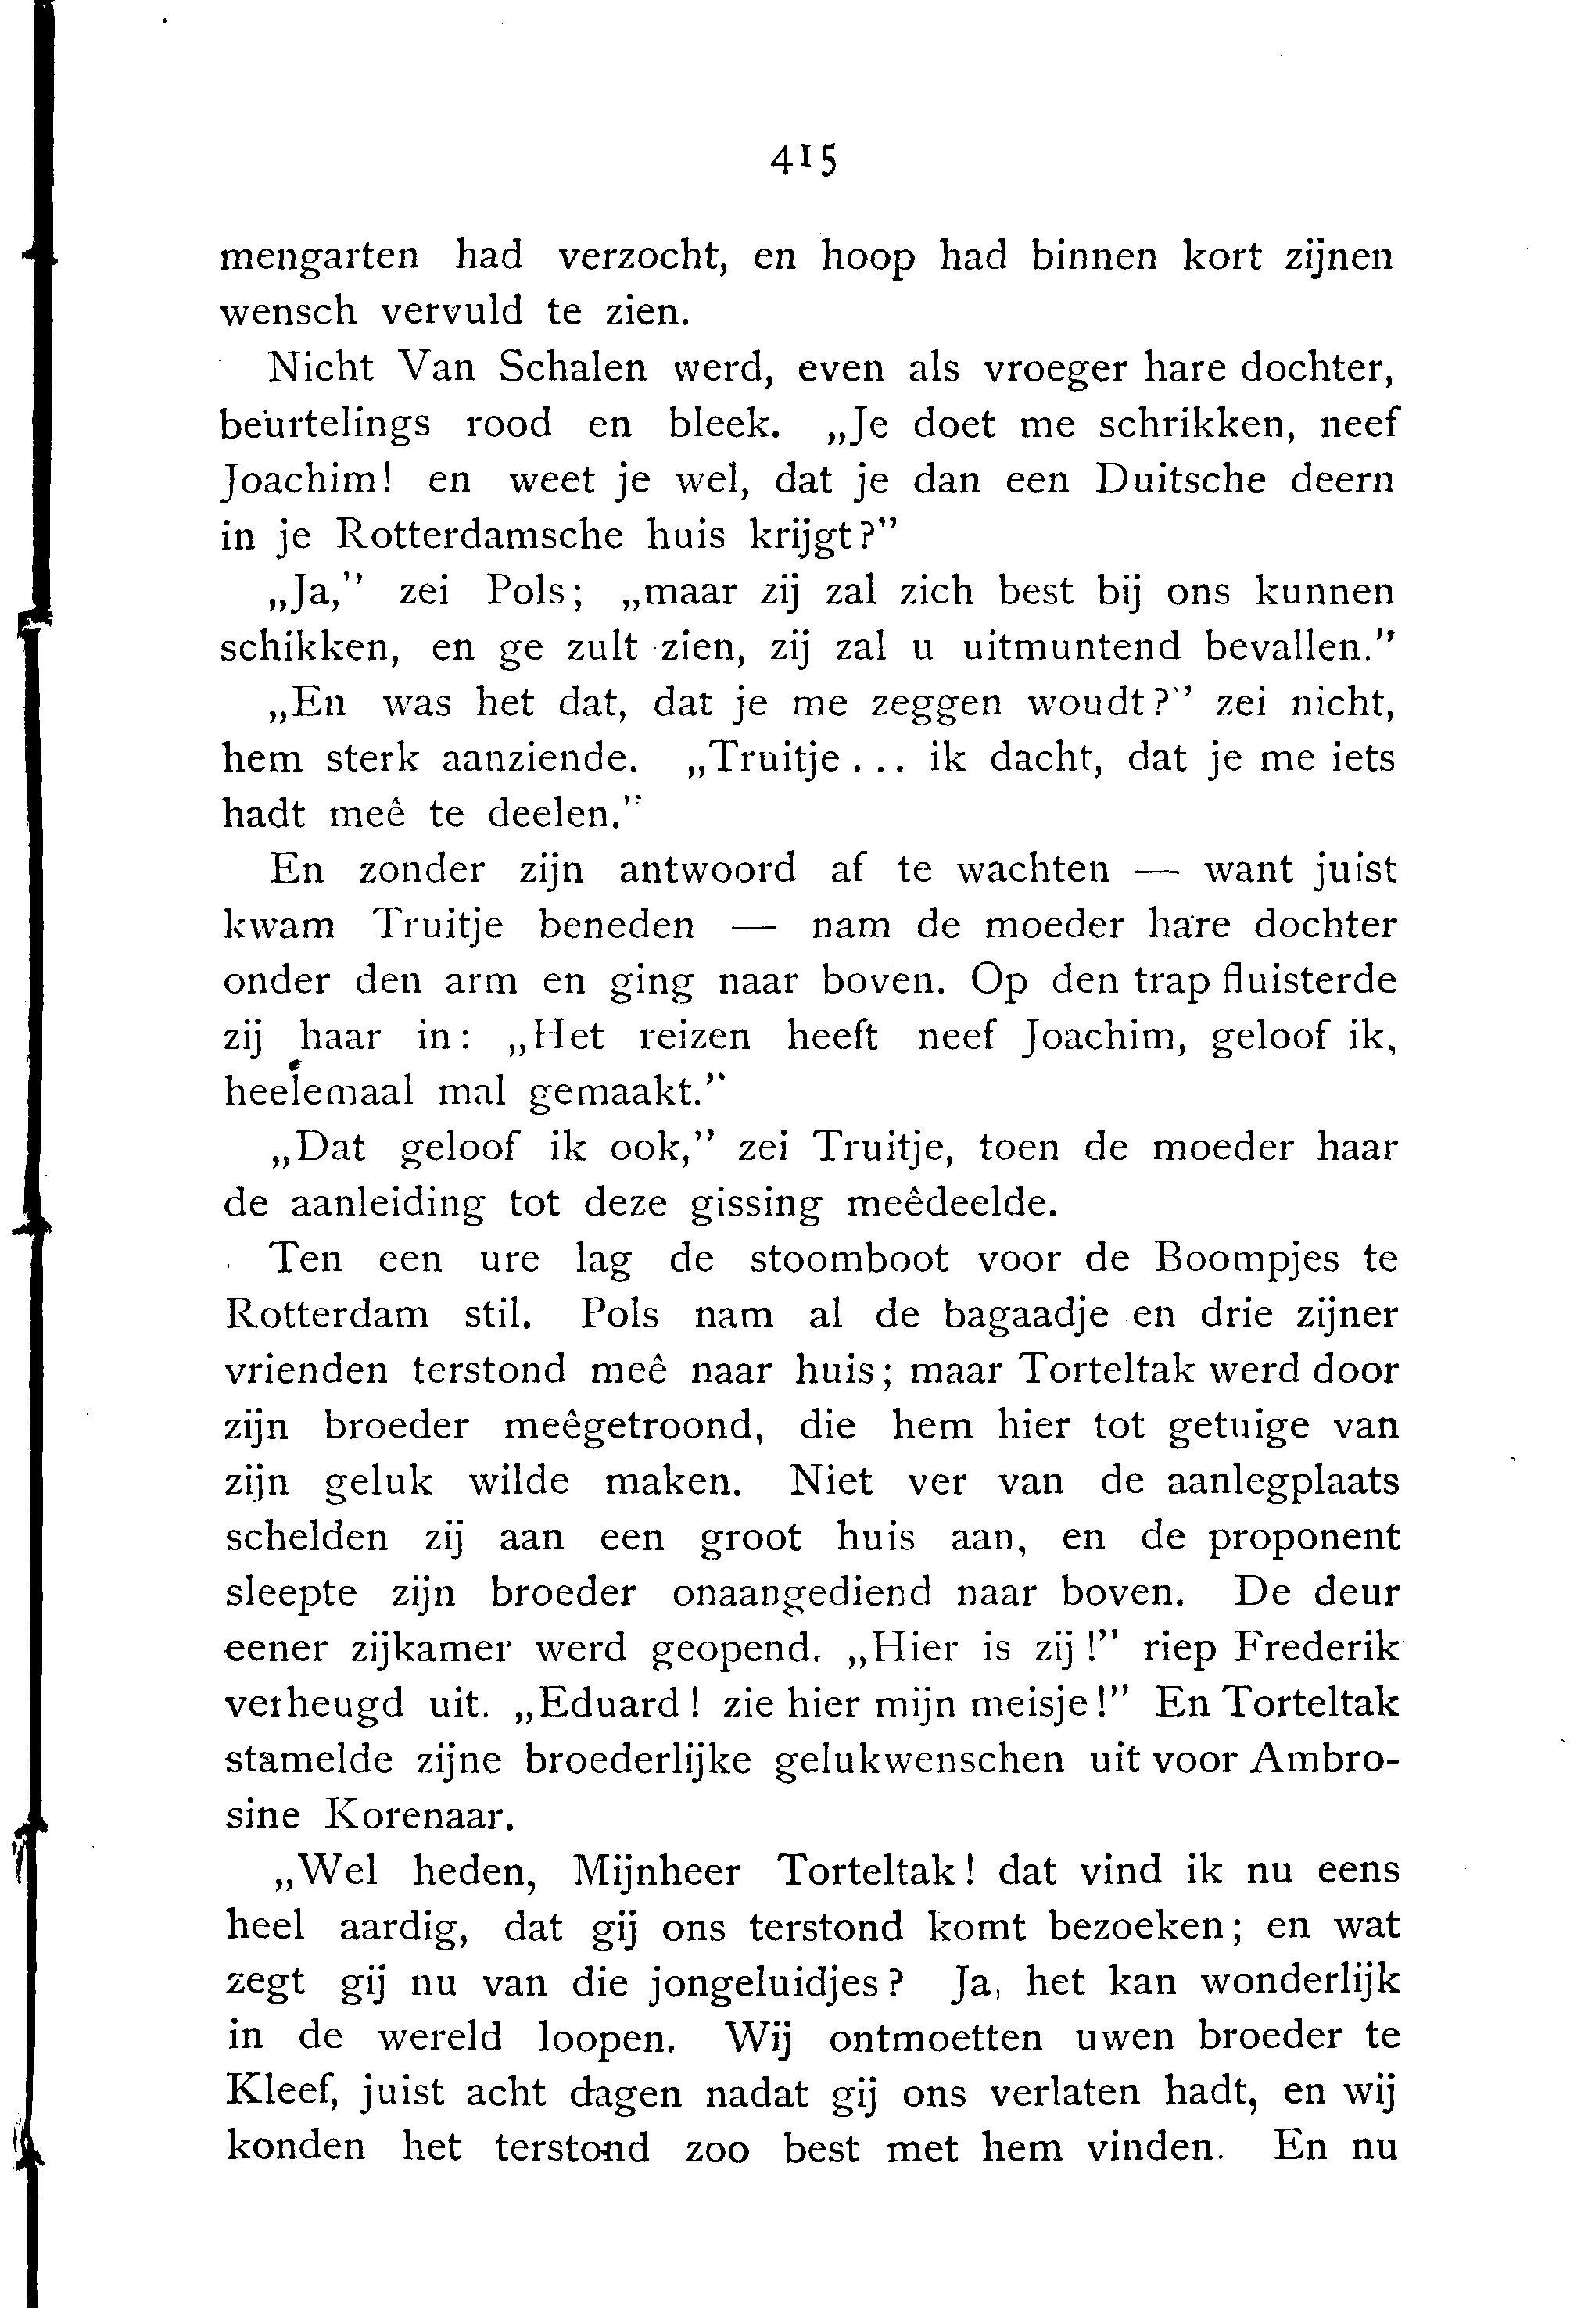 415
mengarten had verzocht, en hoop had binnen kort zijnen
wensch vervuld te zien.
Nicht Van Schalen werd, even als vroeger hare dochter,
beurtelings rood en bleek. „Je doet me schrikken, neef
Joachim! en weet je wel, dat je dan een Duitsche deern
in je Rotterdamsche huis krijgt?”
„Ja,” zei Pols; „maar zij zal zich best bij ons kunnen
schikken, en ge zult zien, zij zal u uitmuntend bevallen.”
„En was het dat, dat je me zeggen woudt?” zei nicht,
hem sterk aanziende. „Truitje... ik dacht, dat je me iets
hadt meê te deelen.”
En zonder zijn antwoord af te wachten — want juist
kwam Truitje beneden — nam de moeder hare dochter
onder den arm en ging naar boven. Op den trap fluisterde
zij haar in: „Het reizen heeft neef Joachim, geloof ik,
heelemaal mal gemaakt.”
„Dat geloof ik ook,” zei Truitje, toen de moeder haar
de aanleiding tot deze gissing meêdeelde.
Ten een ure lag de stoomboot voor de Boompjes te
Rotterdam stil. Pols nam al de bagaadje en drie zijner
vrienden terstond meê naar huis; maar Torteltak werd door
zijn broeder meêgetroond, die hem hier tot getuige van
zijn geluk wilde maken. Niet ver van de aanlegplaats
schelden zij aan een groot huis aan, en de proponent
sleepte zijn broeder onaangediend naar boven. De deur
eener zijkamer werd geopend. „Hier is zij!” riep Frederik
verheugd uit. „Eduard! zie hier mijn meisje!” En Torteltak
stamelde zijne broederlijke gelukwenschen uit voor Ambro-
sine Korenaar.
„Wel heden, Mijnheer Torteltak! dat vind ik nu eens
heel aardig, dat gij ons terstond komt bezoeken; en wat
zegt gij nu van die jongeluidjes? Ja, het kan wonderlijk
in de wereld loopen. Wij ontmoetten uwen broeder te
Kleef, juist acht dagen nadat gij ons verlaten hadt, en wij
konden het terstond zoo best met hem vinden. En nu